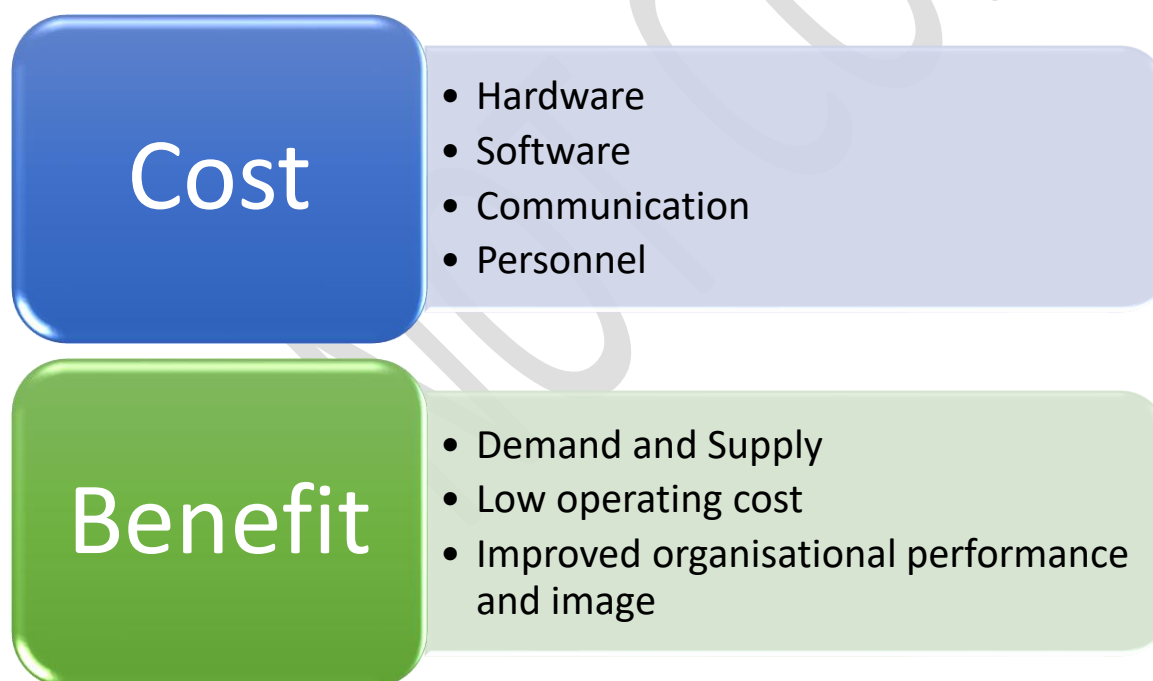 Cost
• Hardware
• Software
• Communication
• Personnel
Benefit
• Demand and Supply
• Low operating cost
• Improved organisational performance
and image